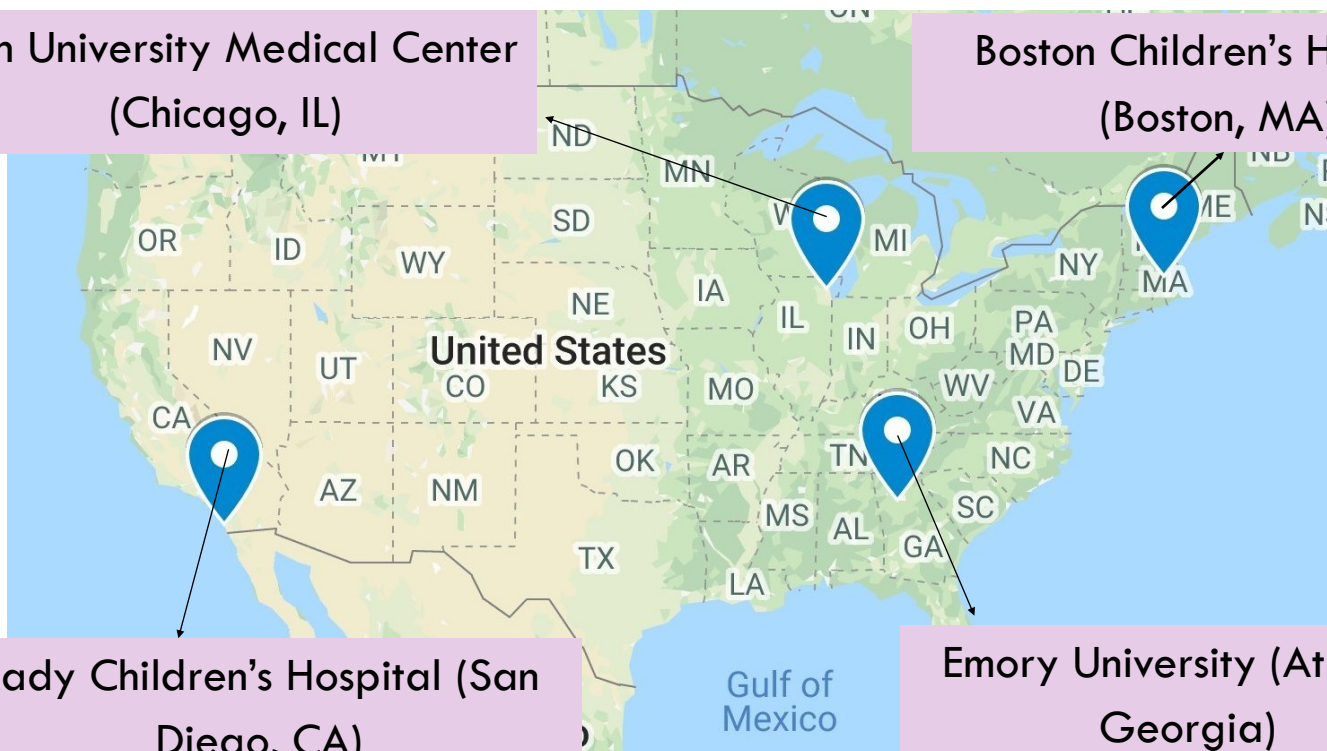 University Medical Center
(Chicago, IL)
Boston Children’s
(Boston, MA)
ND
MN
OR
ID
WY
SD
MI
ME
NY
MA
NB
NE
IA
IL
IN
OH
PA
MD
DE
NV
UT
United States
CO
KS
MO
WV
VA
CA
AZ
NM
OK
AR
TN
NC
SC
MS
AL
GA
TX
LA
Children’s Hospital (San
Diego, CA)
Gulf of
Mexico
Emory University
Georgia)